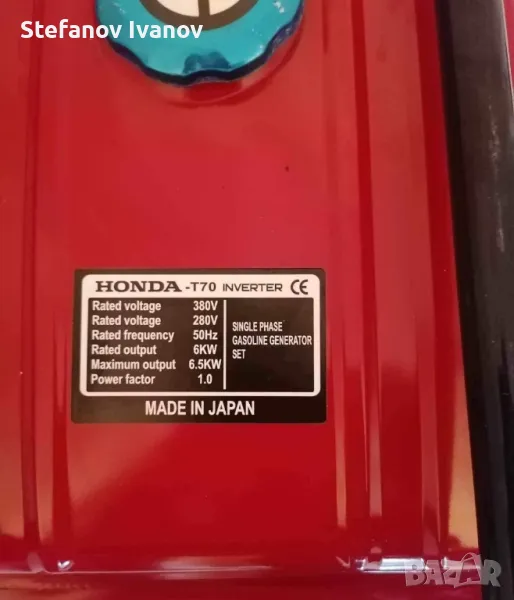 Stefanov Ivanov
HONDA -T70 INVERTER CE
Rated voltage 380V
Rated voltage 280V
Rated frequency 50Hz
Rated output 6KW
Maximum output 6.5KW
Power factor 1.0
SINGLE PHASE
GASOLINE GENERATOR
SET
MADE IN JAPAN
BAZAR